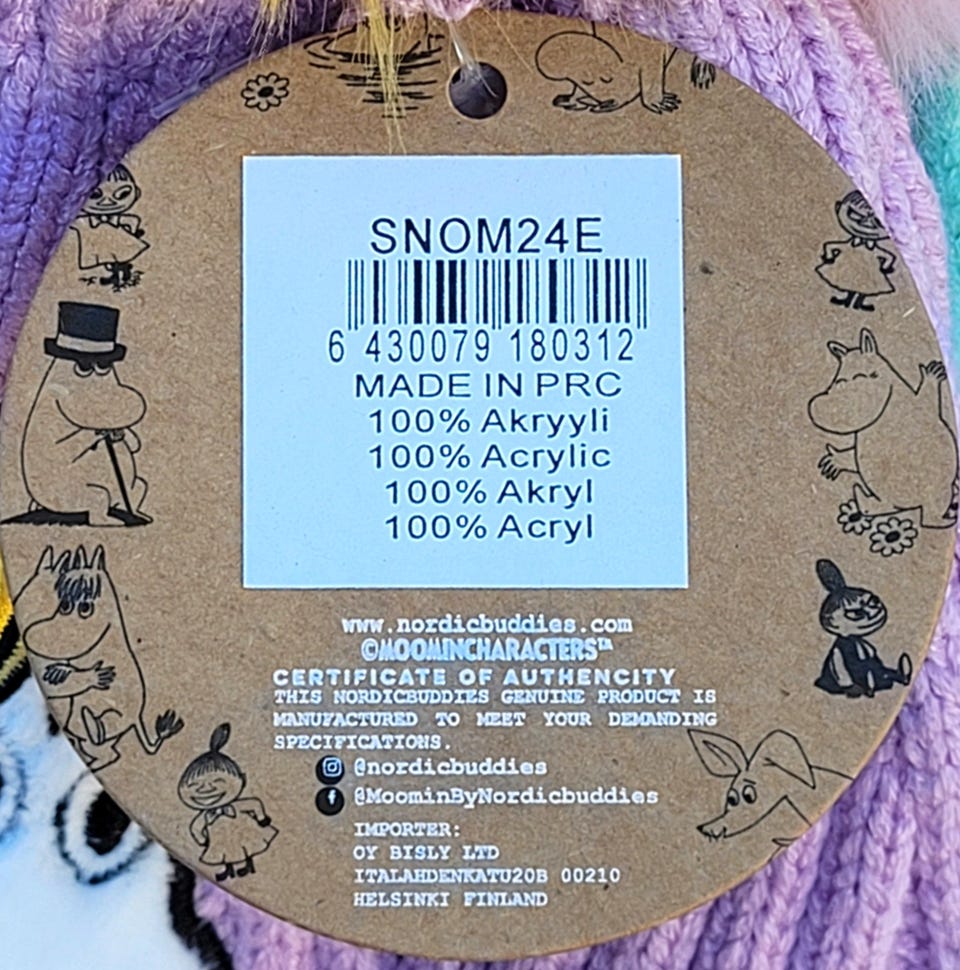 SNOM24E
6 430079 180312
MADE IN PRC
100% Akryyli
100% Acrylic
100% Akryl
100% Acryl
www.nordicbuddies.com
©MOOMINCHARACTERS™
CERTIFICATE OF AUTHENCITY
THIS NORDICBUDDIES GENUINE PRODUCT IS
MANUFACTURED TO MEET YOUR DEMANDING
SPECIFICATIONS.
@nordicbuddies
@MoominByNordicbuddies
IMPORTER:
OY BISLY LTD
ITALAHDENKATU20B 00210
HELSINKI FINLAND